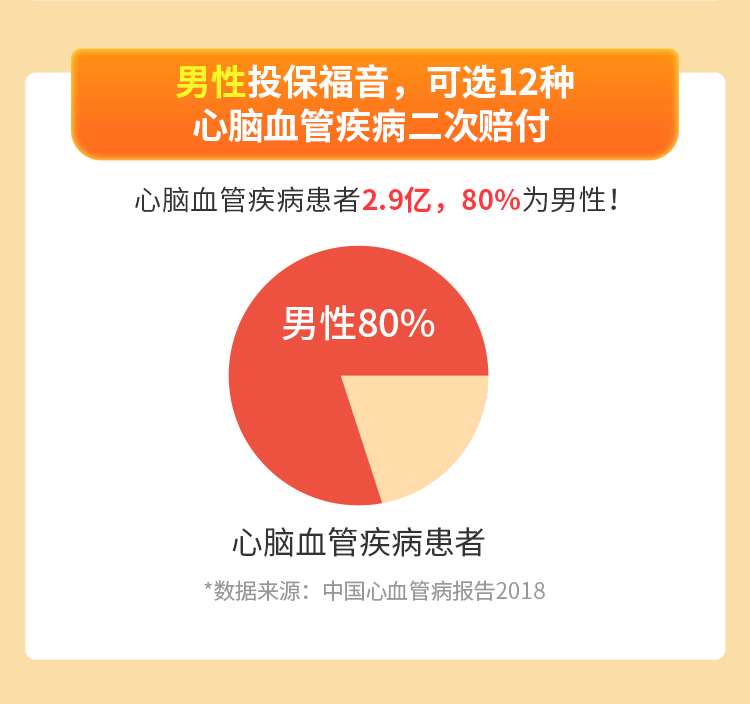 男性投保福音，可选12种
心脑血管疾病二次赔付
心脑血管疾病患者2.9亿，80%为男性！
男性80%
心脑血管疾病患者
*数据来源：中国心血管病报告2018